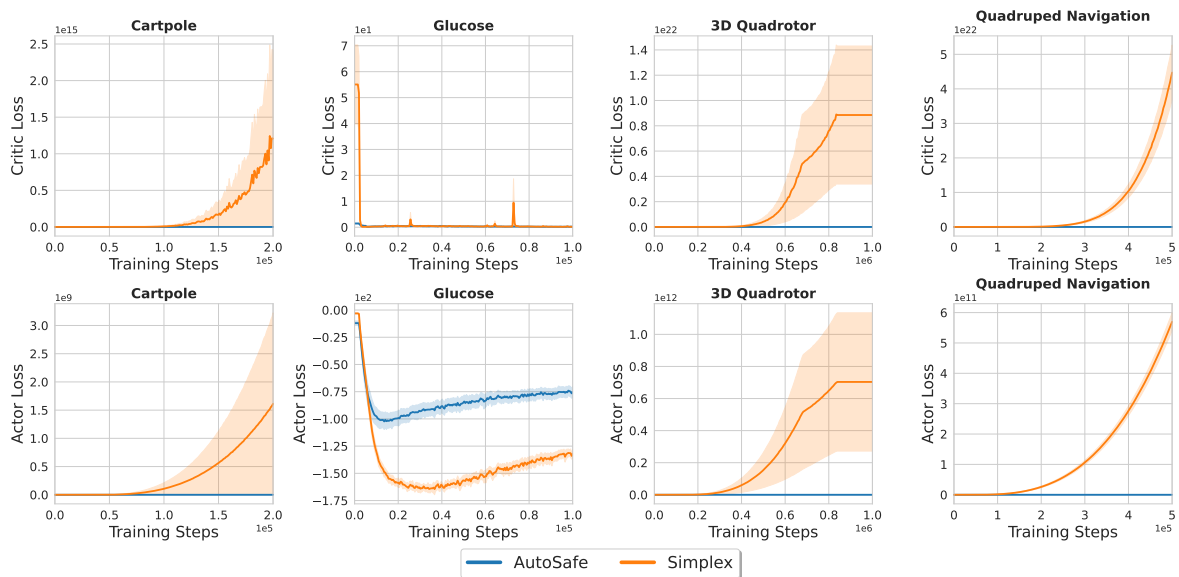 Cartpole
1e15
2.5
2.0
1.5
1.0
0.5
0.0
Critic Loss
0.0 0.5 1.0 1.5 2.0
Training Steps
1e5
Glucose
1e1
7
6
5
4
3
2
1
0
Critic Loss
0.0 0.2 0.4 0.6 0.8 1.0
Training Steps
1e5
3D Quadrotor
1e22
1.4
1.2
1.0
0.8
0.6
0.4
0.2
0.0
Critic Loss
0.0 0.2 0.4 0.6 0.8 1.0
Training Steps
1e6
Quadruped Navigation
1e22
5
4
3
2
1
0
Critic Loss
0 1 2 3 4 5
Training Steps
1e5
Cartpole
1e9
3.0
2.5
2.0
1.5
1.0
0.5
0.0
Actor Loss
0.0 0.5 1.0 1.5 2.0
Training Steps
1e5
Glucose
1e2
0.00
−0.25
−0.50
−0.75
−1.00
−1.25
−1.50
−1.75
Actor Loss
0.0 0.2 0.4 0.6 0.8 1.0
Training Steps
1e5
3D Quadrotor
1e12
1.0
0.8
0.6
0.4
0.2
0.0
Actor Loss
0.0 0.2 0.4 0.6 0.8 1.0
Training Steps
1e6
Quadruped Navigation
1e11
6
5
4
3
2
1
0
Actor Loss
0 1 2 3 4 5
Training Steps
1e5
AutoSafe Simplex